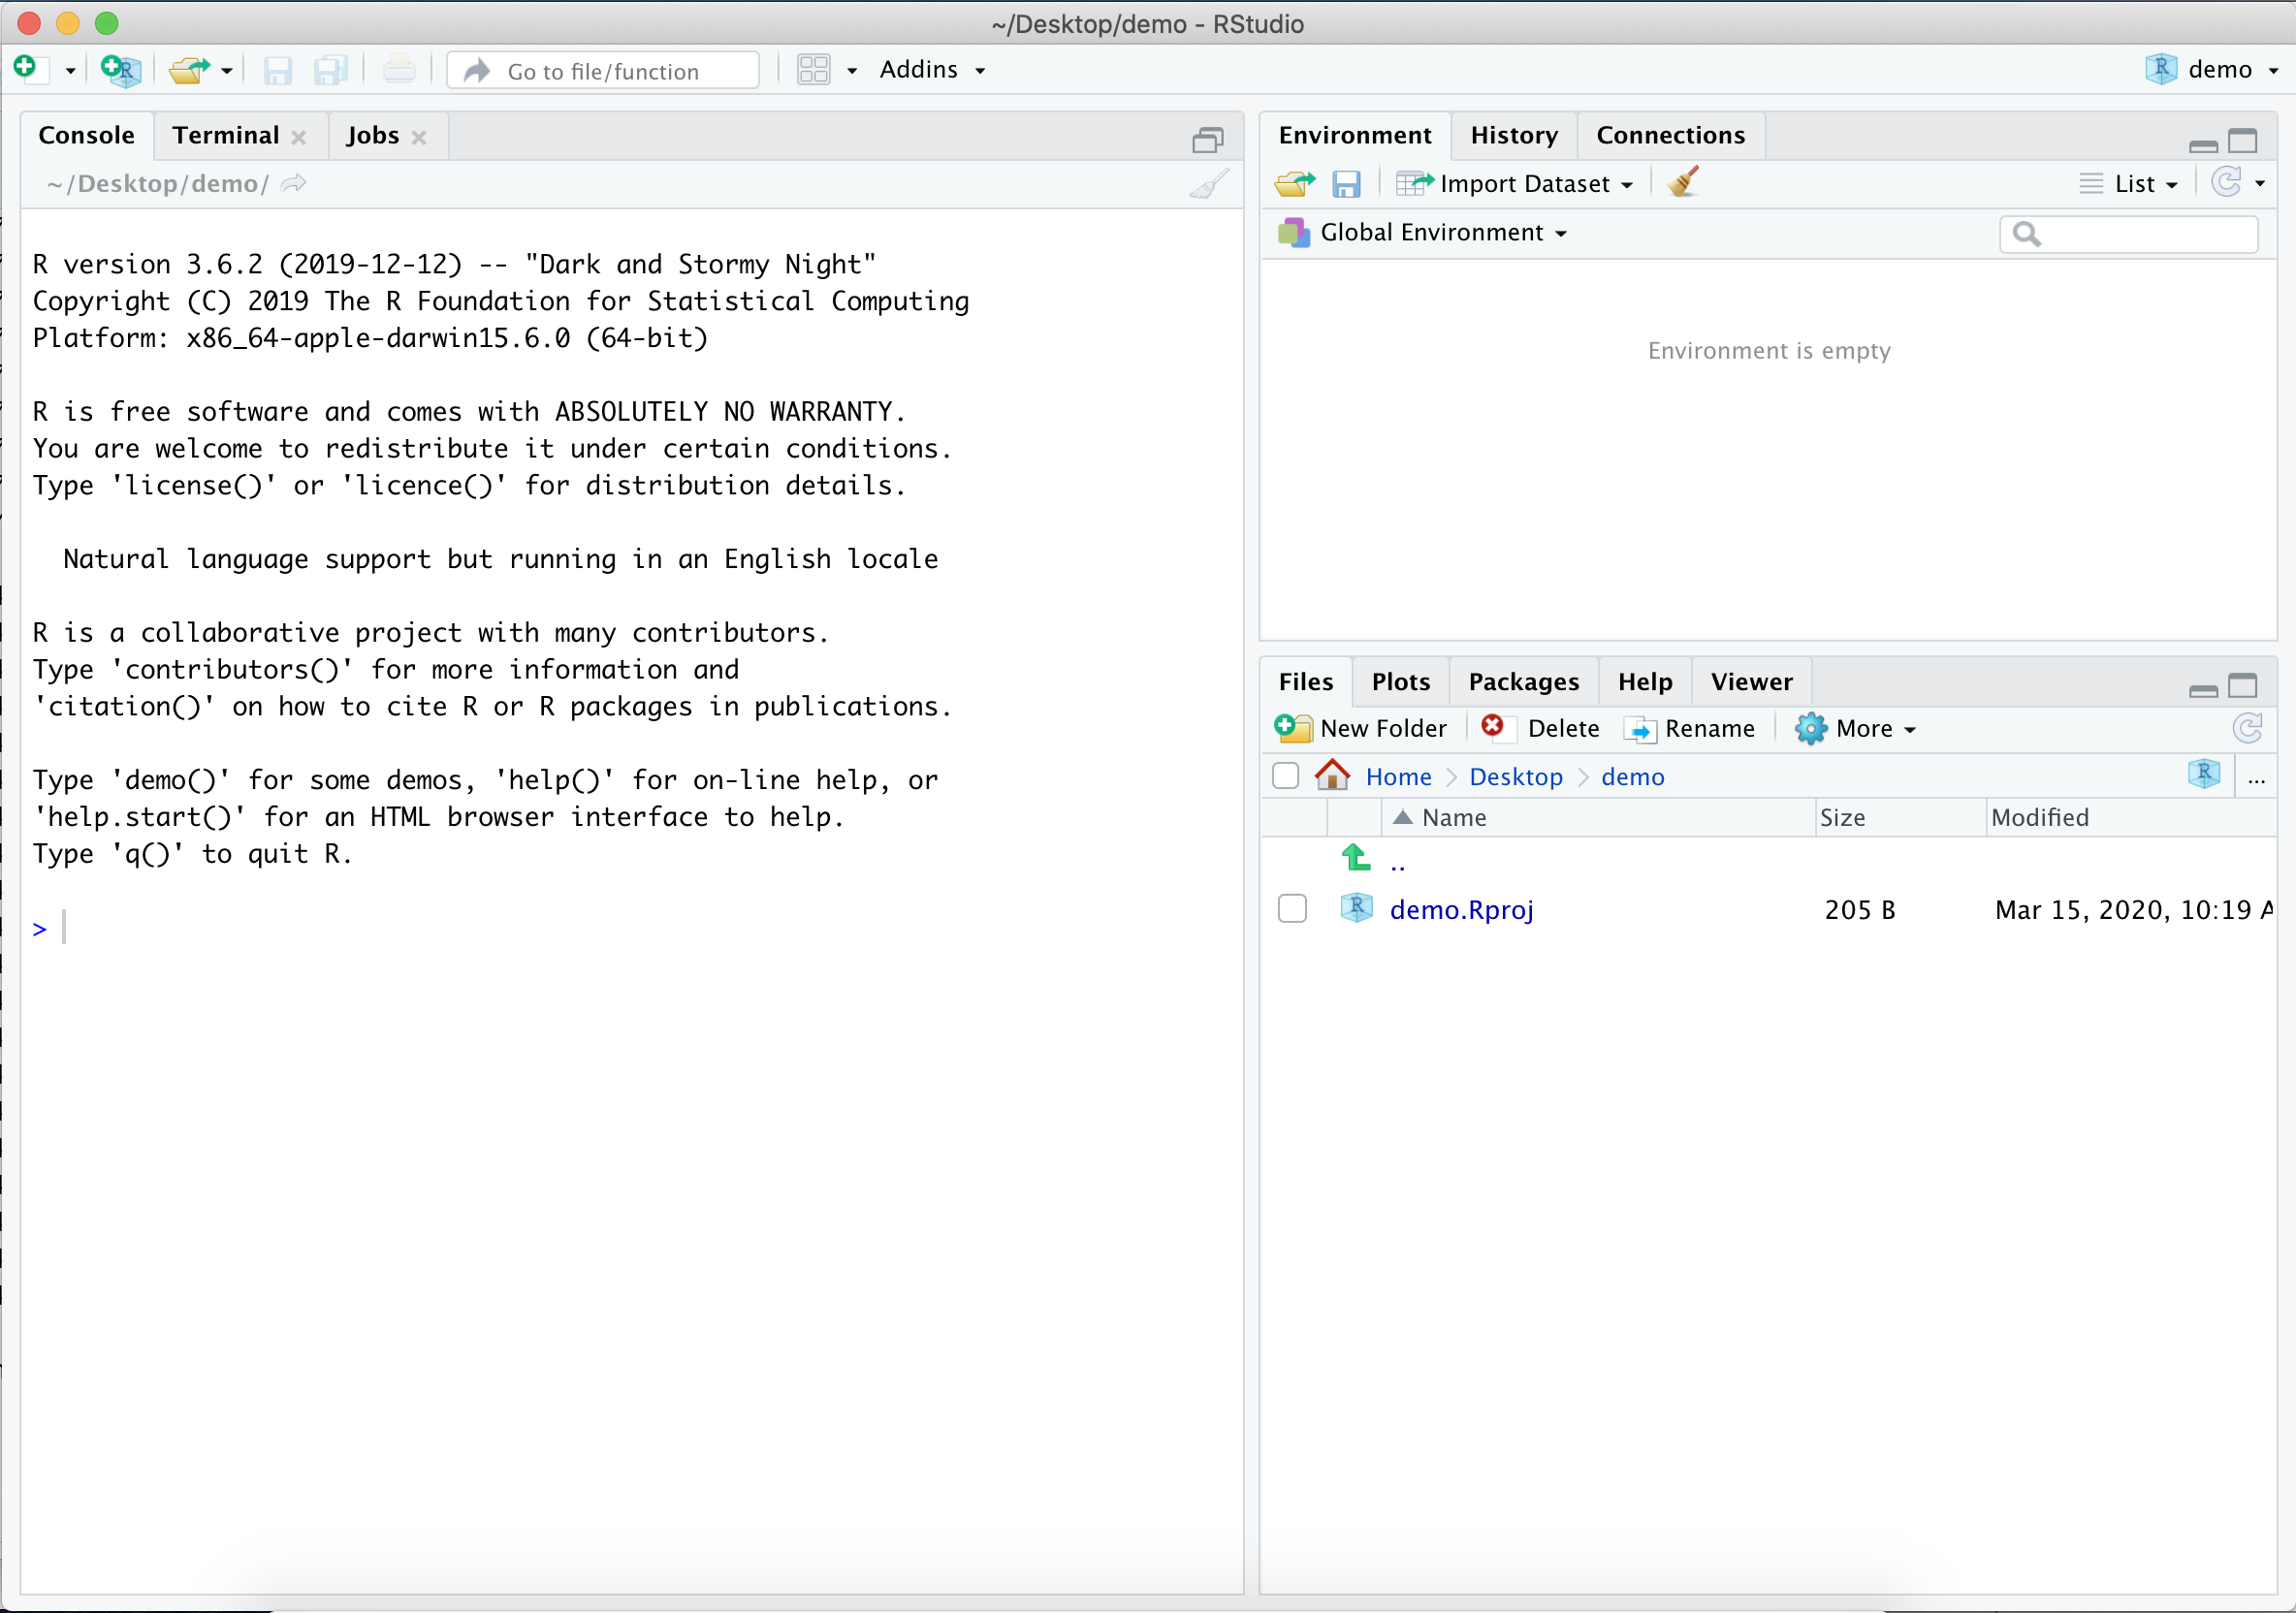 ~/Desktop/demo - RStudio
Go to file/function
Addins
demo
Console Terminal Jobs
~/Desktop/demo/
R version 3.6.2 (2019-12-12) -- "Dark and Stormy Night"
Copyright (C) 2019 The R Foundation for Statistical Computing
Platform: x86_64-apple-darwin15.6.0 (64-bit)
R is free software and comes with ABSOLUTELY NO WARRANTY.
You are welcome to redistribute it under certain conditions.
Type 'license()' or 'licence()' for distribution details.
Natural language support but running in an English locale
R is a collaborative project with many contributors.
Type 'contributors()' for more information and
'citation()' on how to cite R or R packages in publications.
Type 'demo()' for some demos, 'help()' for on-line help, or
'help.start()' for an HTML browser interface to help.
Type 'q()' to quit R.
>
Environment History Connections
Import Dataset List
Global Environment
Environment is empty
Files Plots Packages Help Viewer
New Folder Delete Rename More
Home Desktop demo ...
Name Size Modified
..
demo.Rproj 205 B Mar 15, 2020, 10:19 A